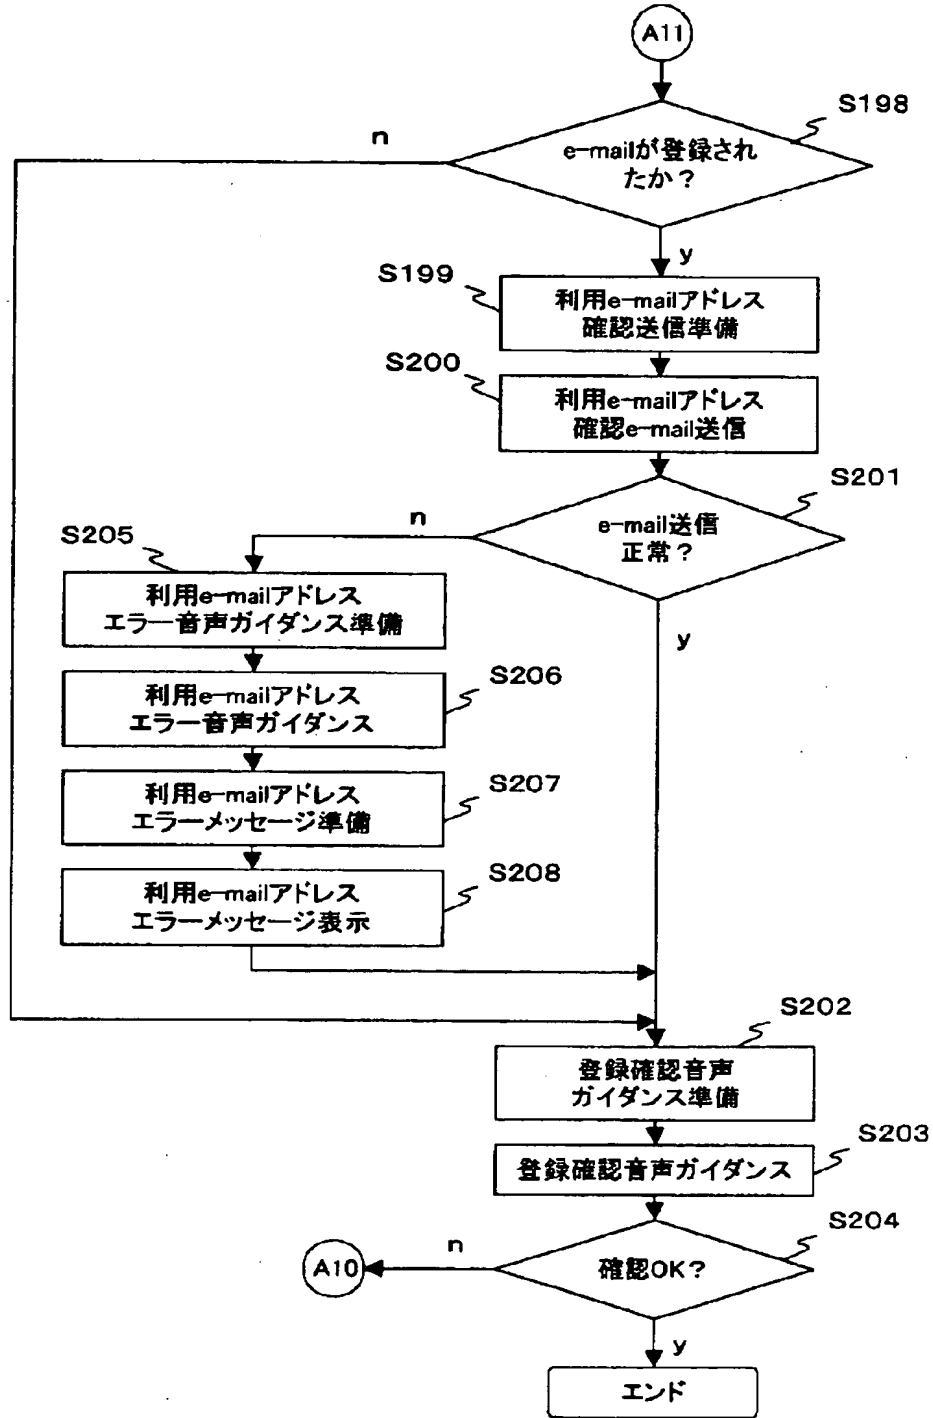 A11
S198
n
e-mailが登録され
たか？
y
S199
利用e-mailアドレス
確認送信準備
S200
利用e-mailアドレス
確認e-mail送信
S201
n
e-mail送信
正常？
y
S205
利用e-mailアドレス
エラー音声ガイダンス準備
S206
利用e-mailアドレス
エラー音声ガイダンス
S207
利用e-mailアドレス
エラーメッセージ準備
S208
利用e-mailアドレス
エラーメッセージ表示
S202
登録確認音声
ガイダンス準備
S203
登録確認音声ガイダンス
S204
n
A10
確認OK？
y
エンド